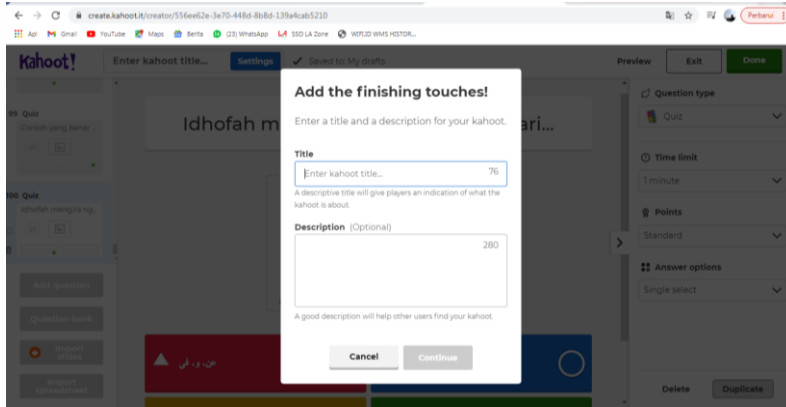 create.kahoot.it/creator/556ee62e-3e70-448d-8b8d-139a4cab5210
Perbarui
Apl
Gmail
YouTube
Maps
Berita
(23) WhatsApp
SSO LA Zone
Kahoot!
Enter kahoot title...
Settings
Saved to: My drafts
Preview
Exit
Done
99 Quiz
Contoh yang benar
100 Quiz
idhofah mengira ng...
Add question
Question bank
Import slides
Import spreadsheet
Idhofah m
ari...
Add the finishing touches!
Enter a title and a description for your kahoot.
Title
Enter kahoot title...
76
A descriptive title will give players an indication of what the
kahoot is about.
Description (Optional)
280
A good description will help other users find your kahoot.
Cancel
Continue
من، و، في
Question type
Quiz
Time limit
1 minute
Points
Standard
Answer options
Single select
Delete
Duplicate